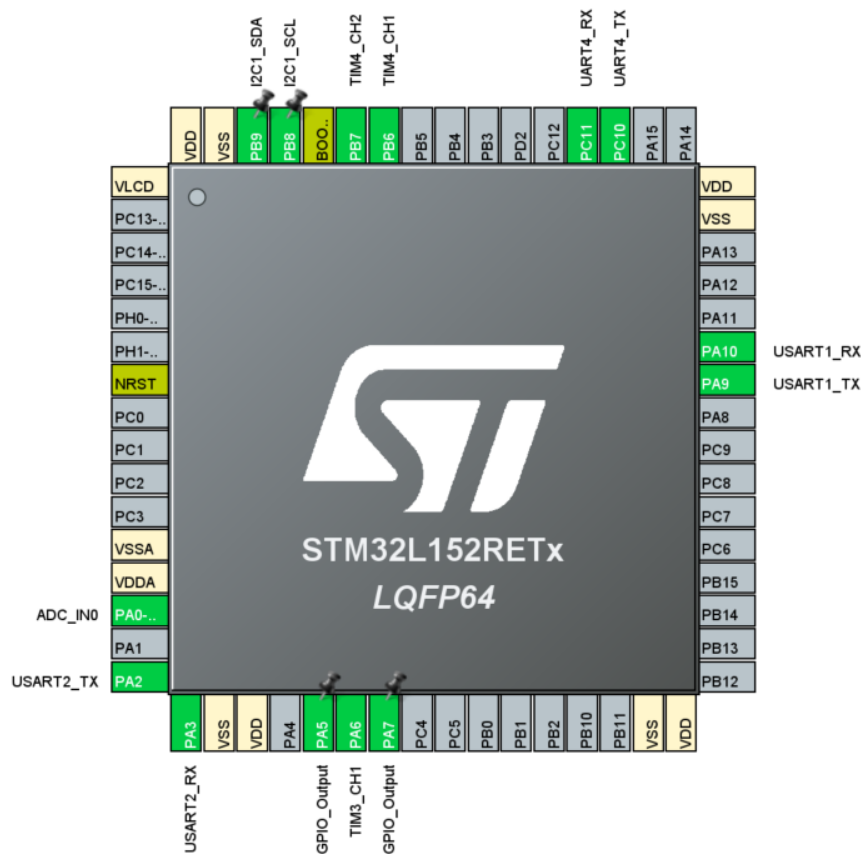 I2C1_SDA
I2C1_SCL
TIM4_CH2
TIM4_CH1
UART4_RX
UART4_TX
VDD
VSS
PB9
PB8
BOO..
PB7
PB6
PB5
PB4
PB3
PD2
PC12
PC11
PC10
PA15
PA14
VLCD
PC13-..
PC14-..
PC15-..
PH0-..
PH1-..
NRST
PC0
PC1
PC2
PC3
VSSA
VDDA
ADC_IN0 PA0-..
PA1
USART2_TX PA2
VDD
VSS
PA13
PA12
PA11
PA10 USART1_RX
PA9 USART1_TX
PA8
PC9
PC8
PC7
PC6
PB15
PB14
PB13
PB12
STM32L152RETx
LQFP64
PA3
VSS
VDD
PA4
PA5
PA6
PA7
PC4
PC5
PB0
PB1
PB2
PB10
PB11
VSS
VDD
USART2_RX
GPIO_Output
TIM3_CH1
GPIO_Output